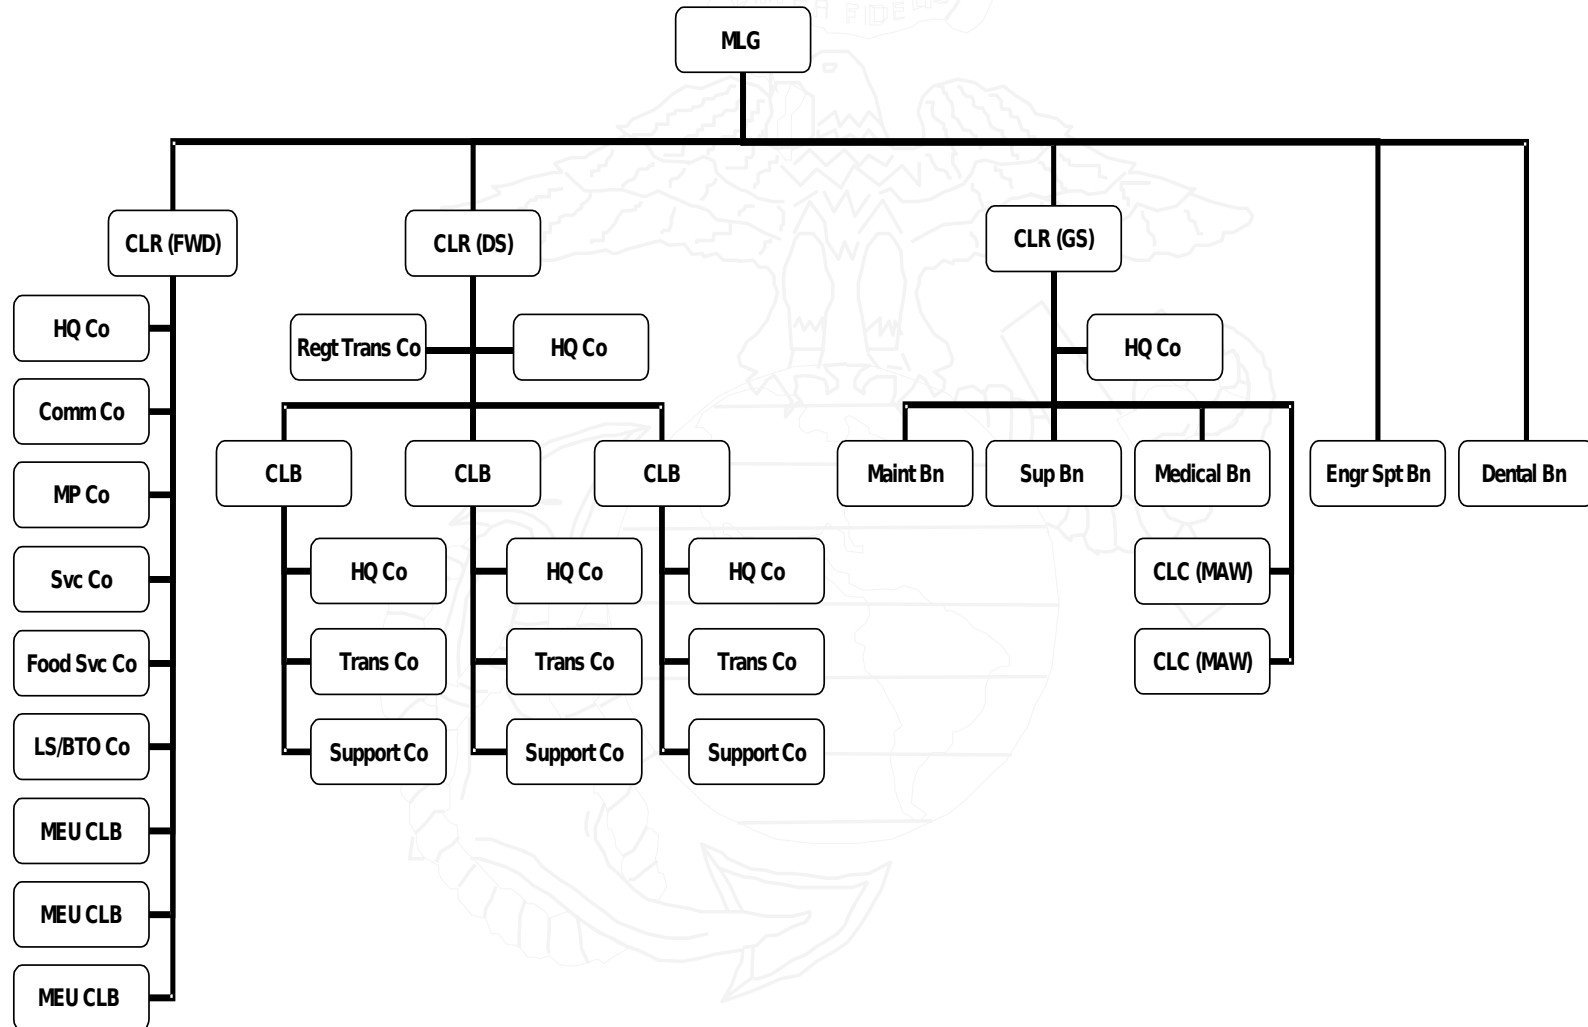 FIDELIS
MLG
CLR (FWD)
CLR (DS)
CLR (GS)
HQ Co
Regt Trans Co
HQ Co
HQ Co
Comm Co
CLB
CLB
CLB
Maint Bn
Sup Bn
Medical Bn
Engr Spt Bn
Dental Bn
MP Co
Svc Co
HQ Co
HQ Co
HQ Co
CLC (MAW)
Food Svc Co
Trans Co
Trans Co
Trans Co
CLC (MAW)
LS/BTO Co
Support Co
Support Co
Support Co
MEU CLB
MEU CLB
MEU CLB